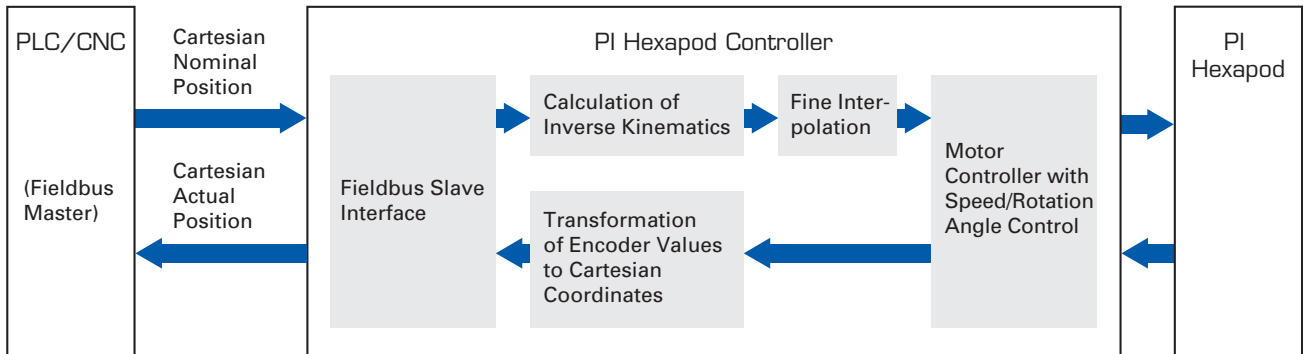 PLC/CNC
(Fieldbus
Master)
Cartesian
Nominal
Position
Cartesian
Actual
Position
PI Hexapod Controller
Fieldbus Slave
Interface
Calculation of
Inverse Kinematics
Fine Inter-
polation
Transformation
of Encoder Values
to Cartesian
Coordinates
Motor
Controller with
Speed/Rotation
Angle Control
PI
Hexapod